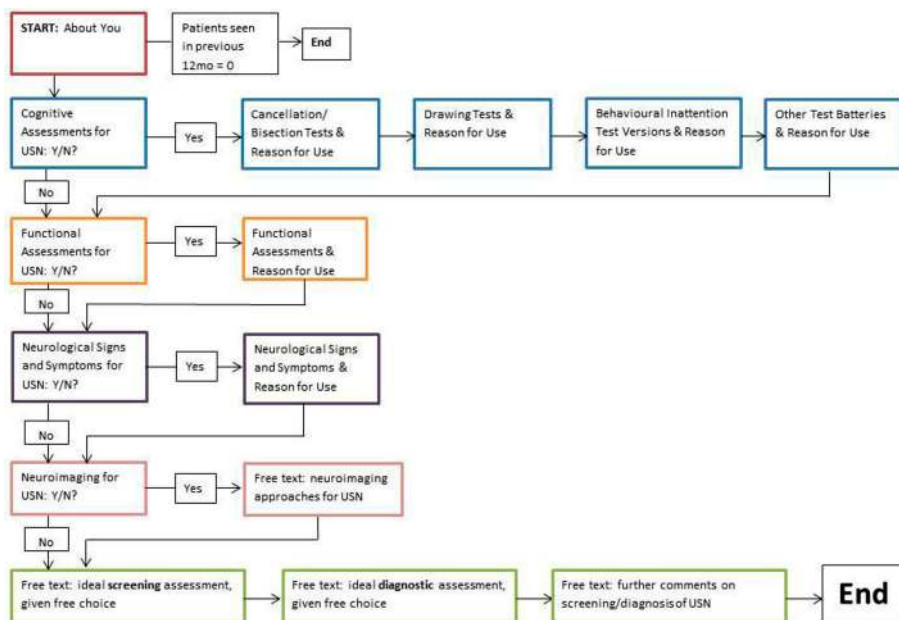 START: About You
Patients seen
in previous
12mo = 0
End
Cognitive
Assessments for
USN: Y/N?
Yes
Cancellation/
Bisection Tests &
Reason for Use
Drawing Tests &
Reason for Use
Behavioural Inattention
Test Versions & Reason
for Use
Other Test Batteries
& Reason for Use
No
Functional
Assessments for
USN: Y/N?
Yes
Functional
Assessments &
Reason for Use
No
Neurological Signs
and Symptoms for
USN: Y/N?
Yes
Neurological Signs
and Symptoms &
Reason for Use
No
Neuroimaging for
USN: Y/N?
Yes
Free text: neuroimaging
approaches for USN
No
Free text: ideal screening assessment,
given free choice
Free text: ideal diagnostic assessment,
given free choice
Free text: further comments on
screening/diagnosis of USN
End